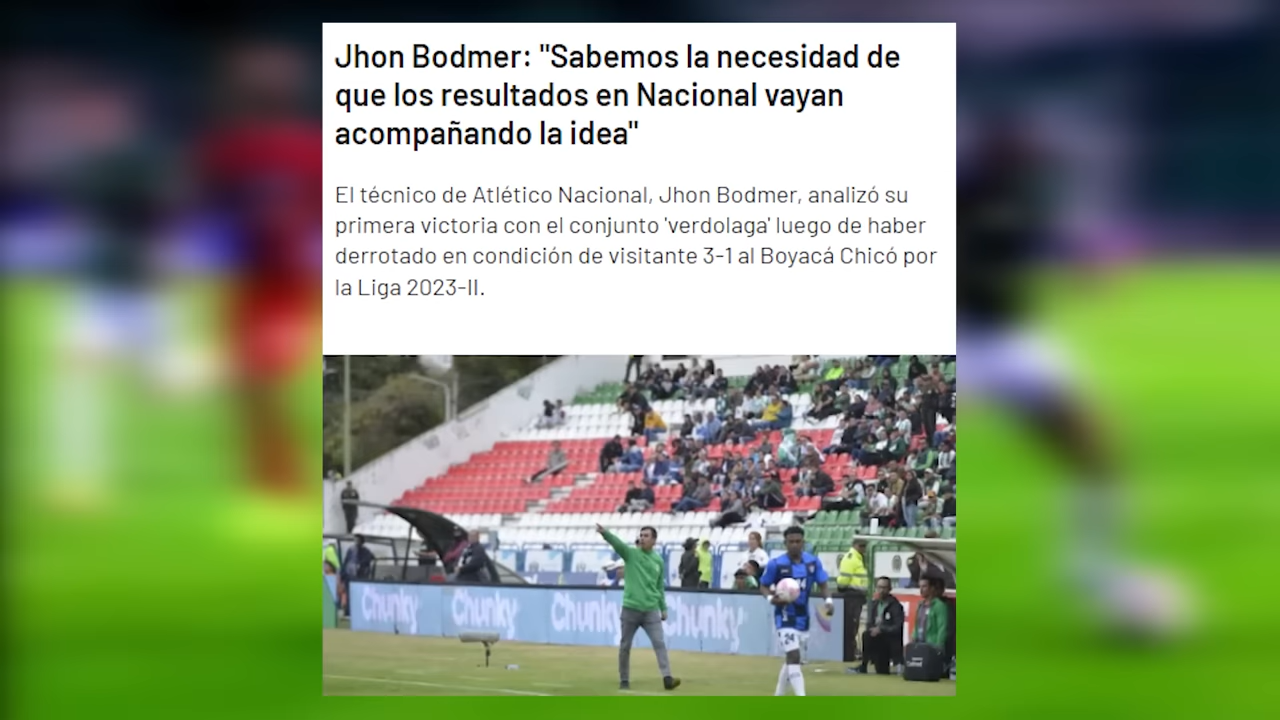 Jhon Bodmer: "Sabemos la necesidad de
que los resultados en Nacional vayan
acompañando la idea"
El técnico de Atlético Nacional, Jhon Bodmer, analizó su
primera victoria con el conjunto 'verdolaga' luego de haber
derrotado en condición de visitante 3-1 al Boyacá Chicó por
la Liga 2023-II.
Chunky Chunky Chunky Chunky
24